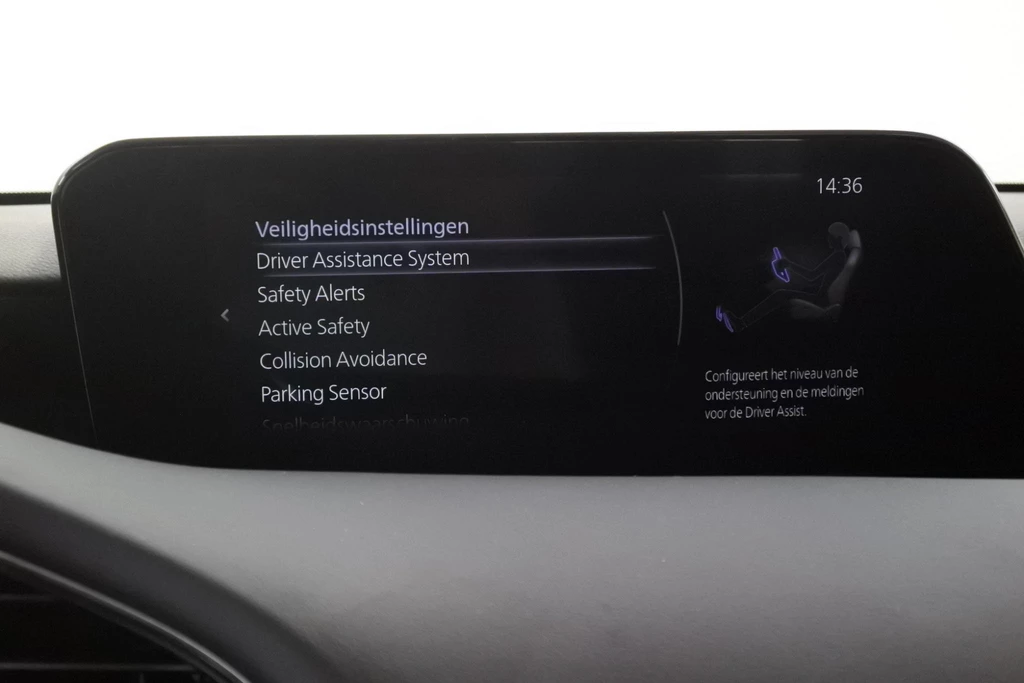 14:36
Veiligheidsinstellingen
Driver Assistance System
Safety Alerts
Active Safety
Collision Avoidance
Parking Sensor
Snelheidswaarschuwing
Configureert het niveau van de
ondersteuning en de meldingen
voor de Driver Assist.